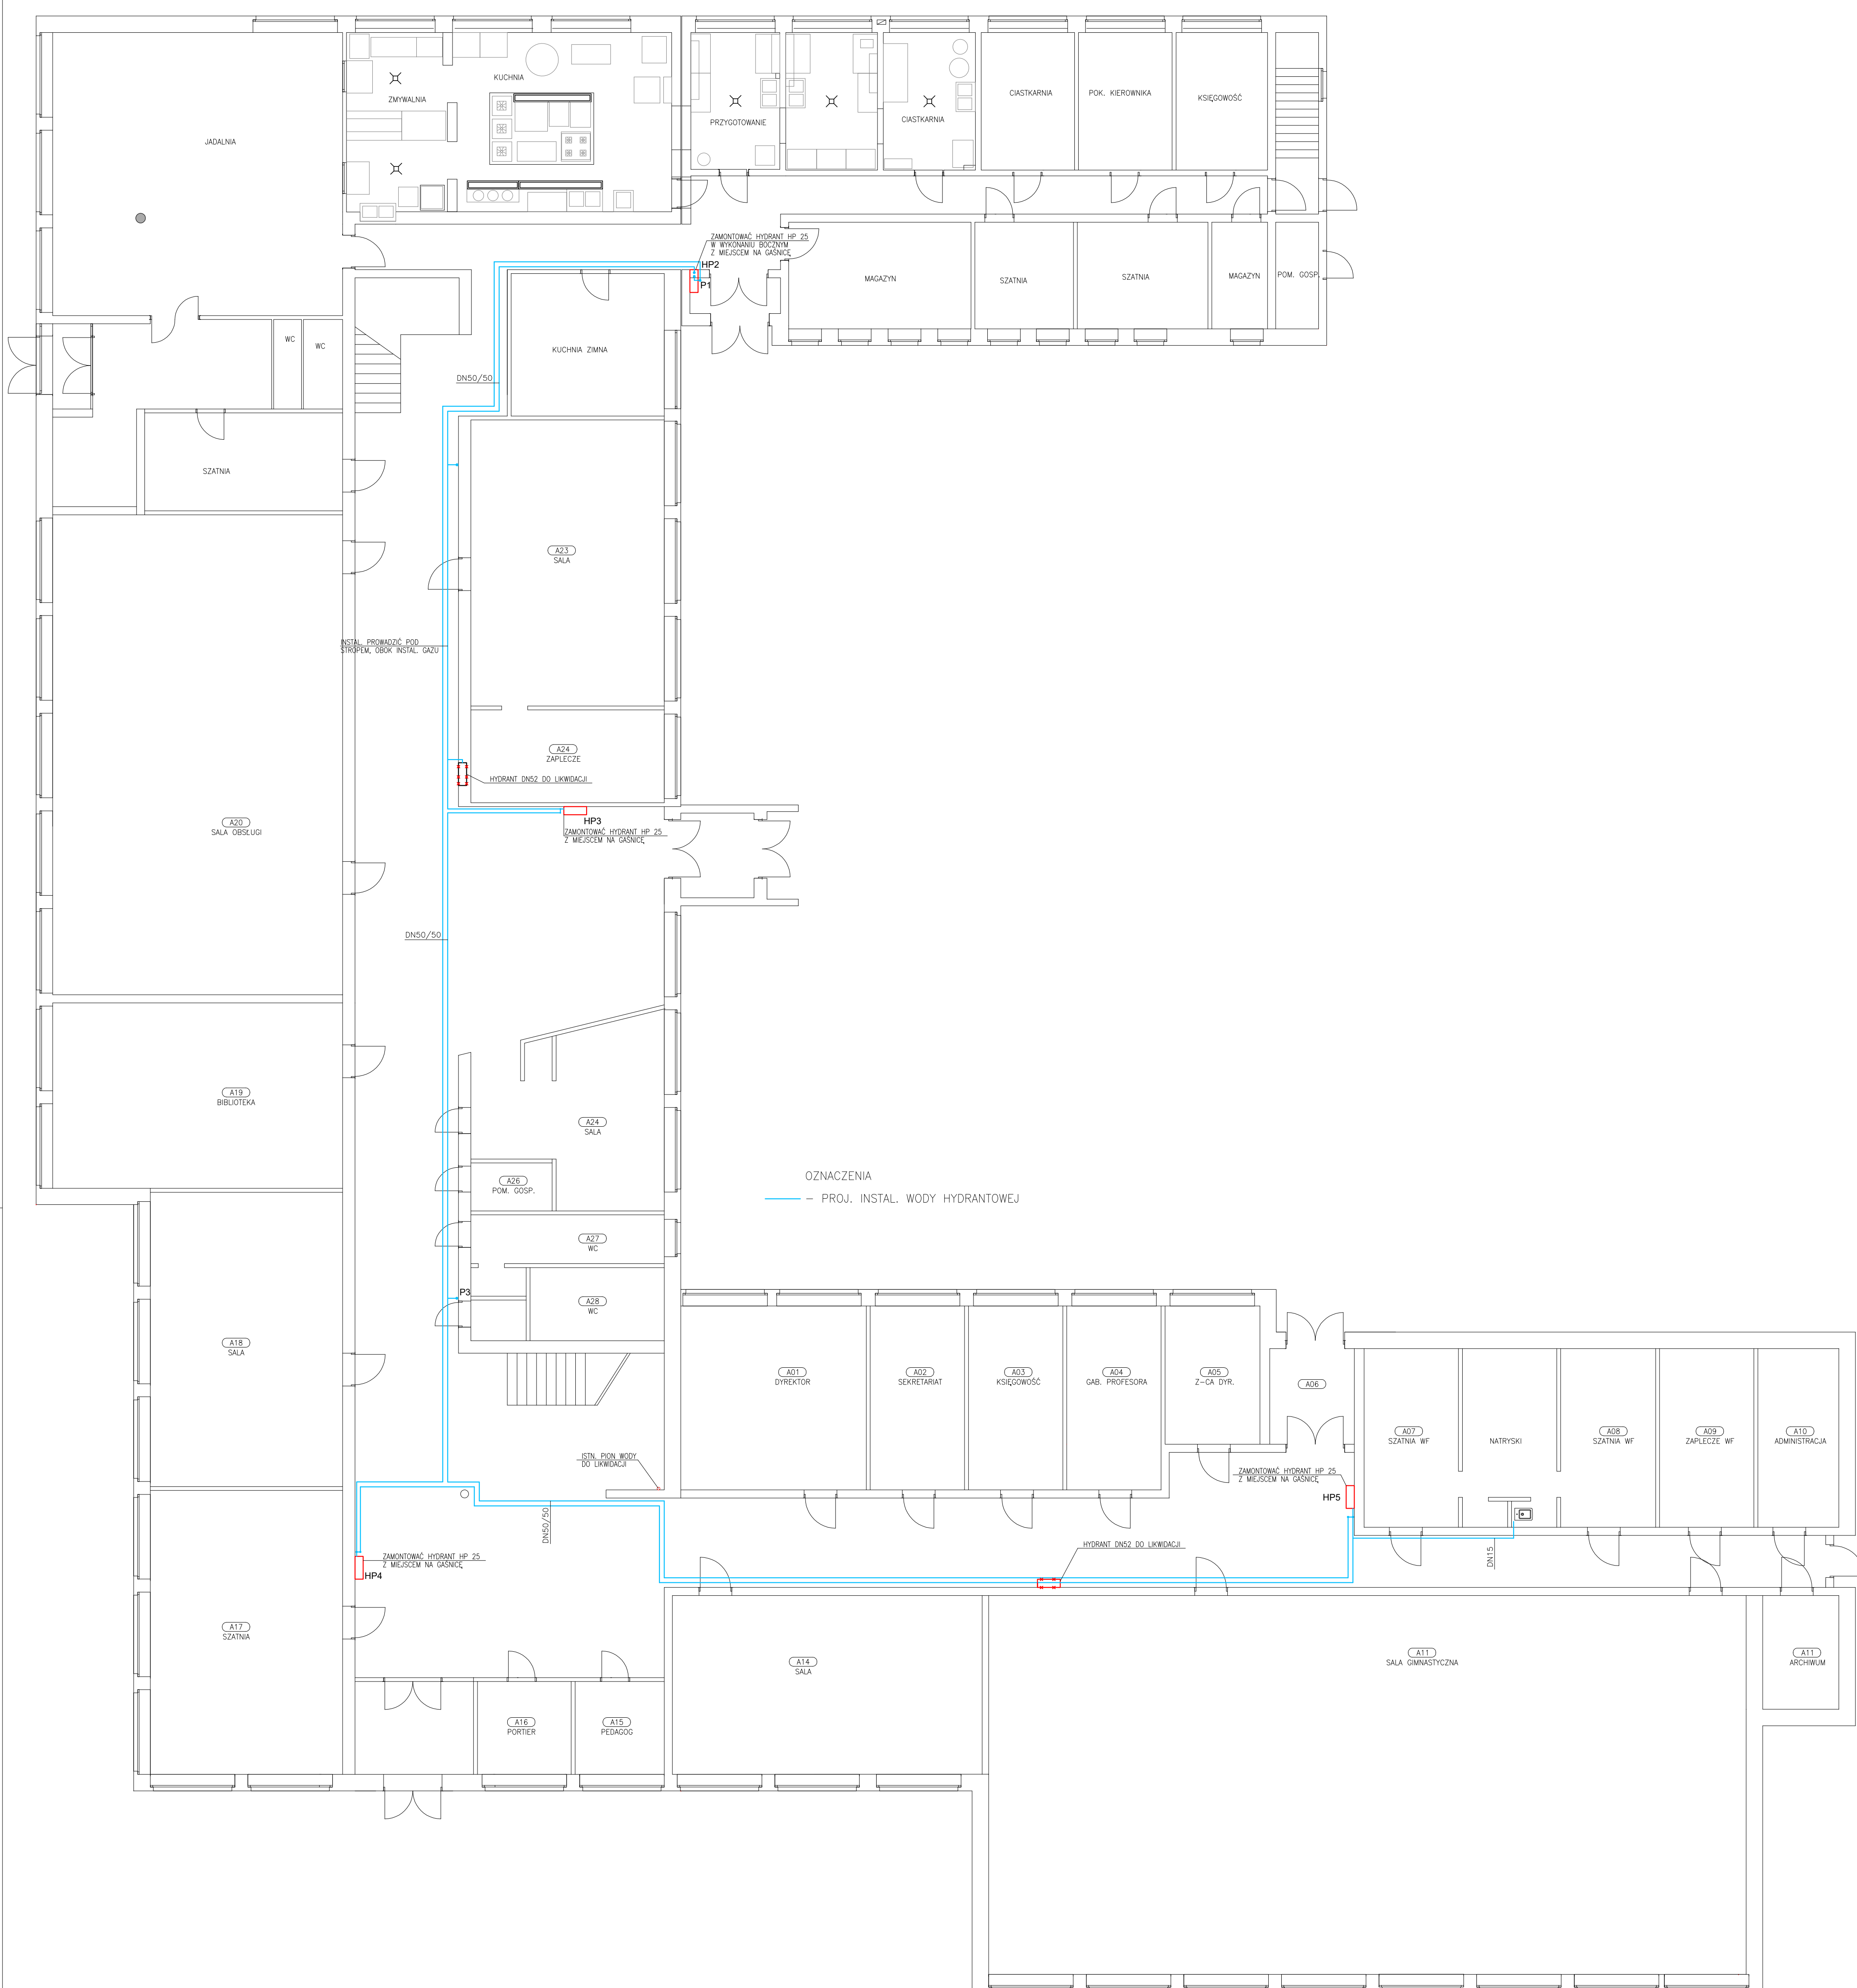 KUCHNIA
ZMYWALNIA
JADALNIA
PRZYGOTOWANIE
CIASTKARNIA
CIASTKARNIA
POK. KIEROWNIKA
KSIĘGOWOŚĆ
ZAMONTOWAĆ HYDRANT HP 25
W WYKONANIU BOCZNYM
Z MIEJSCEM NA GAŚNICĘ
HP2
P1
MAGAZYN
SZATNIA
SZATNIA
MAGAZYN
POM. GOSP.
WC
WC
KUCHNIA ZIMNA
DN50/50
SZATNIA
A23
SALA
INSTAL. PROWADZIĆ POD
STROPEM, OBOK INSTAL. GAZU
A24
ZAPLECZE
HYDRANT DN52 DO LIKWIDACJI
A20
SALA OBSŁUGI
HP3
ZAMONTOWAĆ HYDRANT HP 25
Z MIEJSCEM NA GAŚNICĘ
DN50/50
A19
BIBLIOTEKA
A24
SALA
A26
POM. GOSP.
OZNACZENIA
– PROJ. INSTAL. WODY HYDRANTOWEJ
A27
WC
P3
A28
WC
A18
SALA
A01
DYREKTOR
A02
SEKRETARIAT
A03
KSIĘGOWOŚĆ
A04
GAB. PROFESORA
A05
Z-CA DYR.
A06
A07
SZATNIA WF
NATRYSKI
A08
SZATNIA WF
A09
ZAPLECZE WF
A10
ADMINISTRACJA
ISTN. PION WODY
DO LIKWIDACJI
ZAMONTOWAĆ HYDRANT HP 25
Z MIEJSCEM NA GAŚNICĘ
HP5
DN50/50
HYDRANT DN52 DO LIKWIDACJI
DN15
ZAMONTOWAĆ HYDRANT HP 25
Z MIEJSCEM NA GAŚNICĘ
HP4
A17
SZATNIA
A14
SALA
A11
SALA GIMNASTYCZNA
A11
ARCHIWUM
A16
PORTIER
A15
PEDAGOG